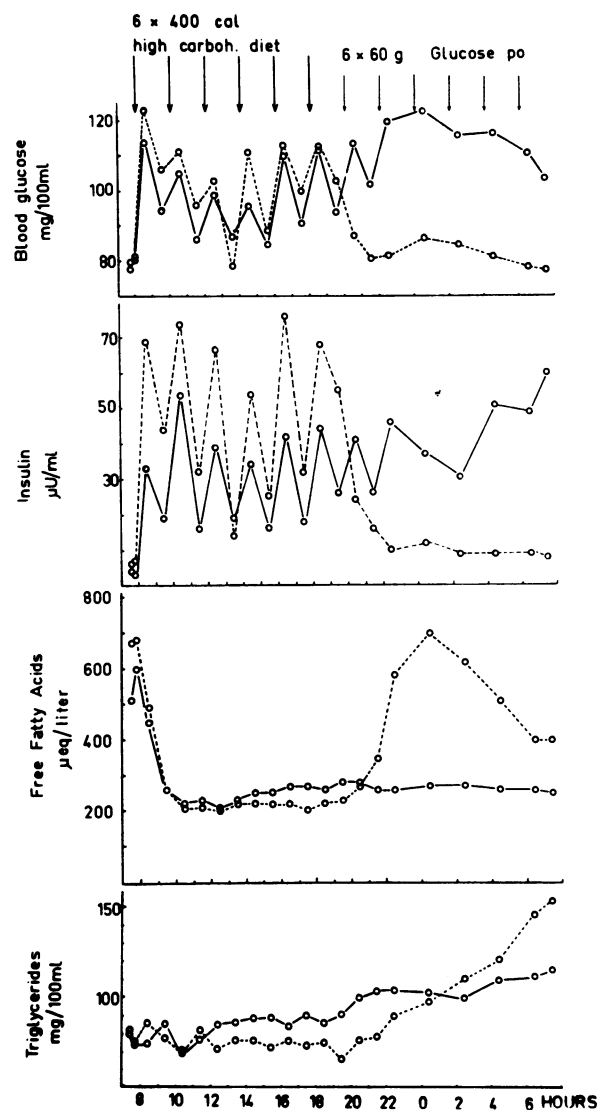 6 × 400 cal
high carboh. diet
6 × 60 g Glucose po
Blood glucose
mg/100ml
120
100
80
Insulin
µU/ml
70
50
30
Free Fatty Acids
µeq/liter
800
600
400
200
Triglycerides
mg/100ml
150
100
8 10 12 14 16 18 20 22 0 2 4 6 HOURS